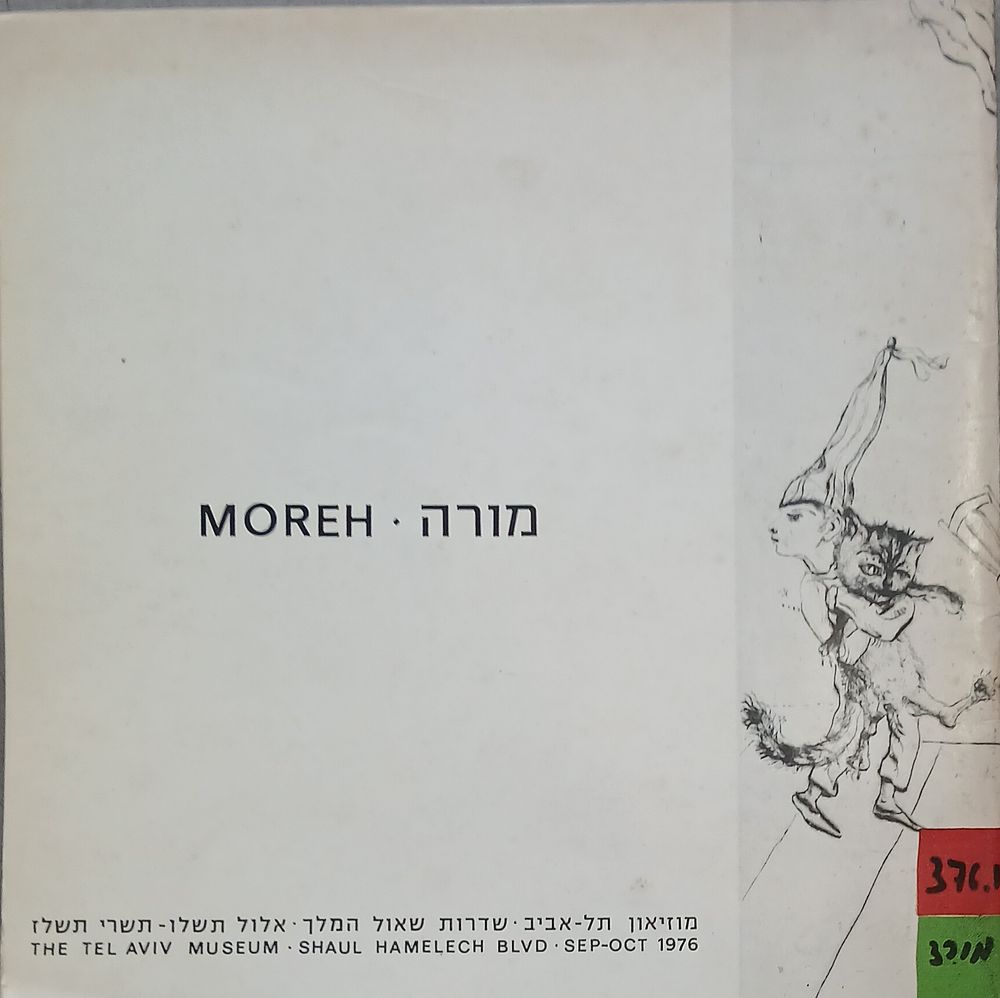 MOREH · מורה
מוזיאון תל-אביב · שדרות שאול המלך · אלול תשלו - תשרי תשלז
THE TEL AVIV MUSEUM · SHAUL HAMELECH BLVD · SEP-OCT 1976
376.